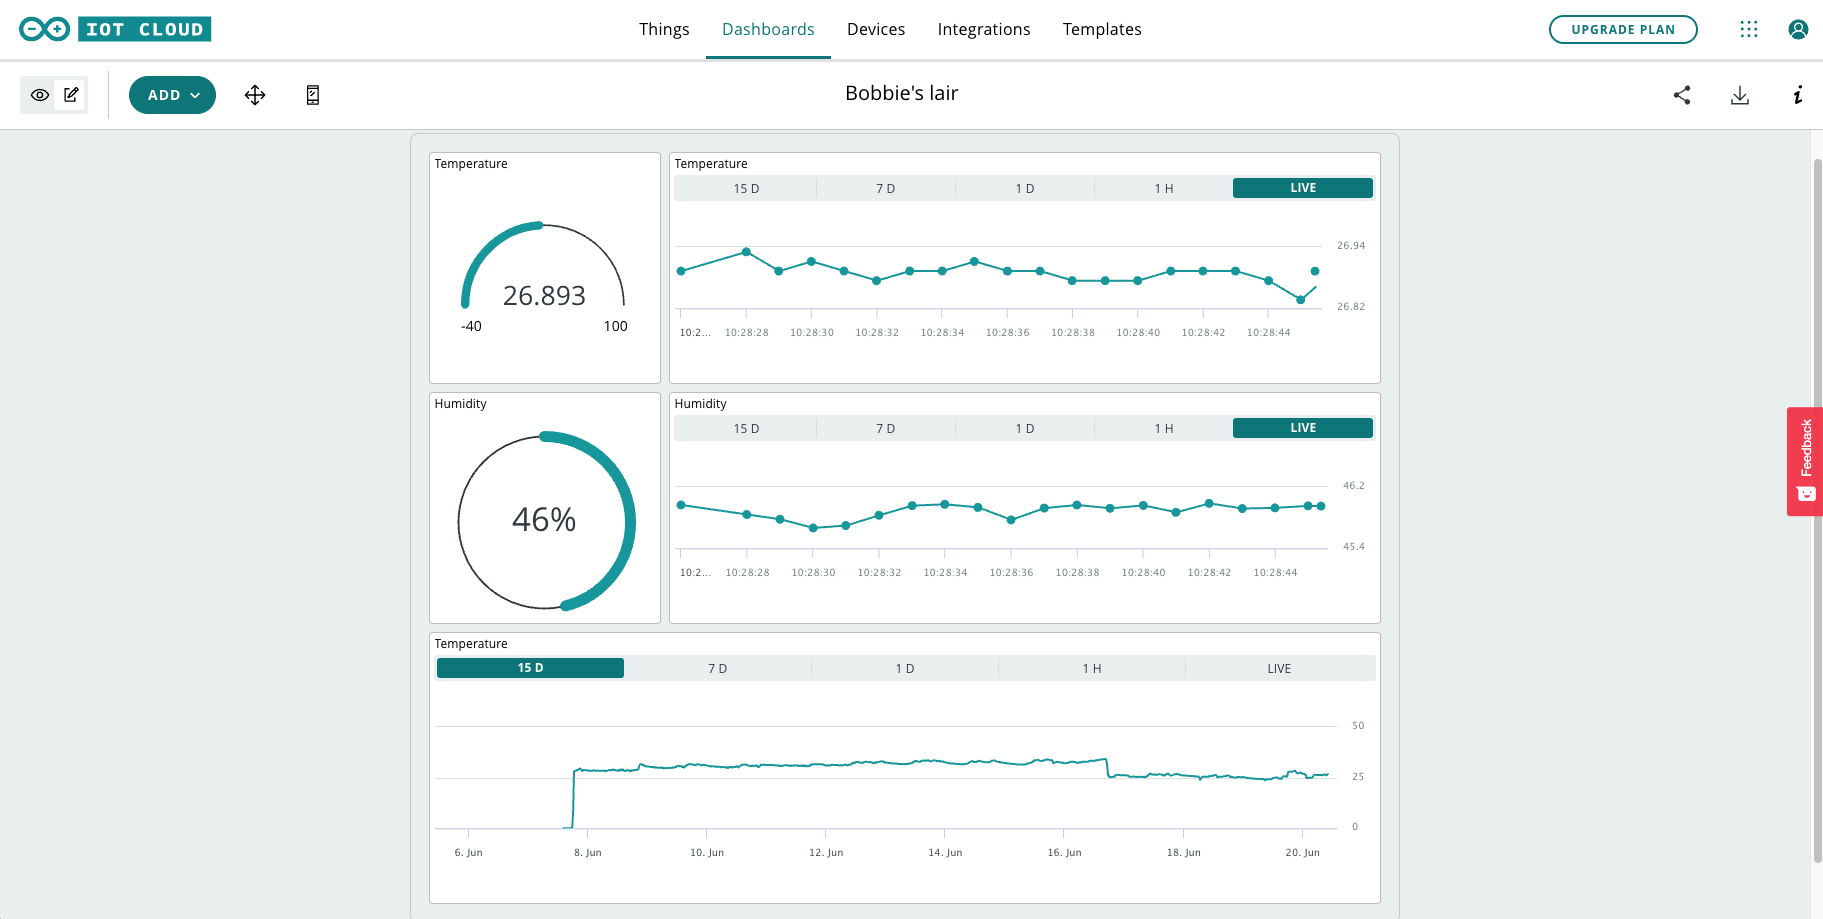 IOT CLOUD
Things Dashboards Devices Integrations Templates
UPGRADE PLAN
ADD
Bobbie's lair
i
Temperature
26.893
-40 100
Temperature
15 D 7 D 1 D 1 H LIVE
26.94
26.82
10:2... 10:28:28 10:28:30 10:28:32 10:28:34 10:28:36 10:28:38 10:28:40 10:28:42 10:28:44
Humidity
46%
Humidity
15 D 7 D 1 D 1 H LIVE
46.2
45.4
10:2... 10:28:28 10:28:30 10:28:32 10:28:34 10:28:36 10:28:38 10:28:40 10:28:42 10:28:44
Feedback
Temperature
15 D 7 D 1 D 1 H LIVE
50
25
0
6. Jun 8. Jun 10. Jun 12. Jun 14. Jun 16. Jun 18. Jun 20. Jun